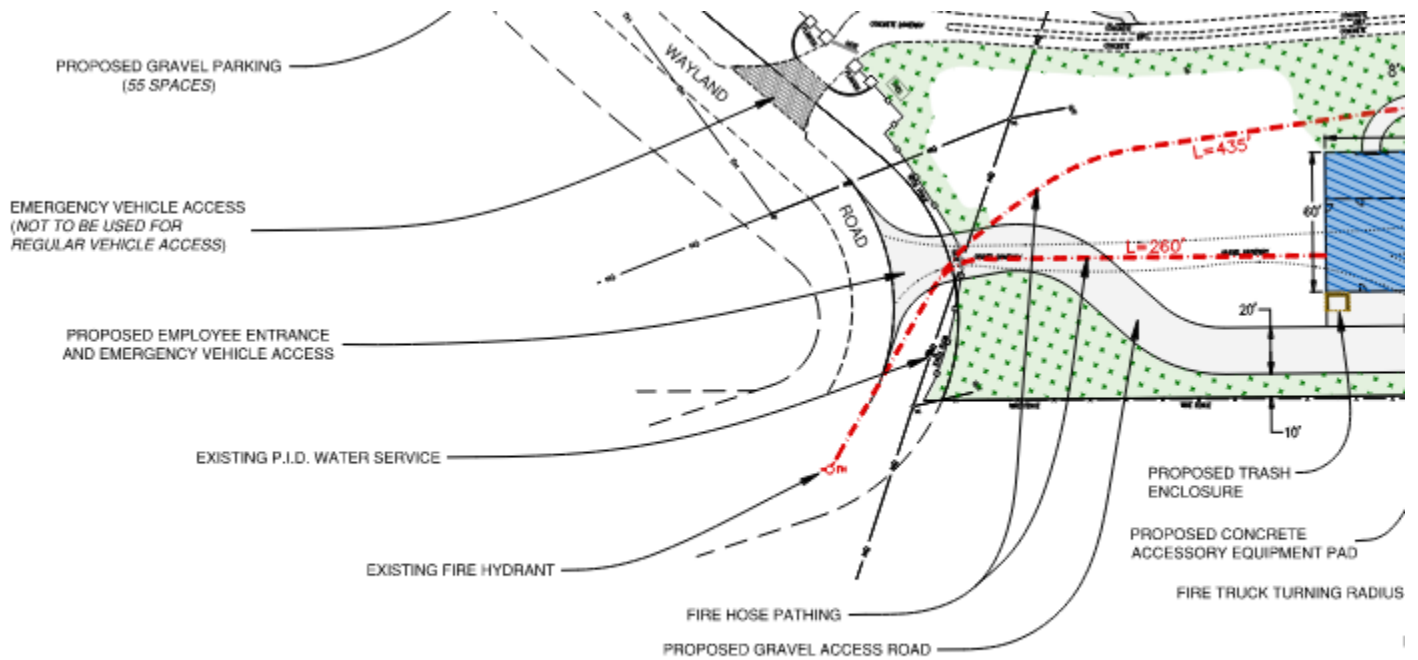 PROPOSED GRAVEL PARKING
(55 SPACES)
WAYLAND
ROAD
8'
L=435'
EMERGENCY VEHICLE ACCESS
(NOT TO BE USED FOR
REGULAR VEHICLE ACCESS)
60'
L=260'
20'
PROPOSED EMPLOYEE ENTRANCE
AND EMERGENCY VEHICLE ACCESS
10'
EXISTING P.I.D. WATER SERVICE
FH
PROPOSED TRASH
ENCLOSURE
PROPOSED CONCRETE
ACCESSORY EQUIPMENT PAD
EXISTING FIRE HYDRANT
FIRE TRUCK TURNING RADIUS
FIRE HOSE PATHING
PROPOSED GRAVEL ACCESS ROAD